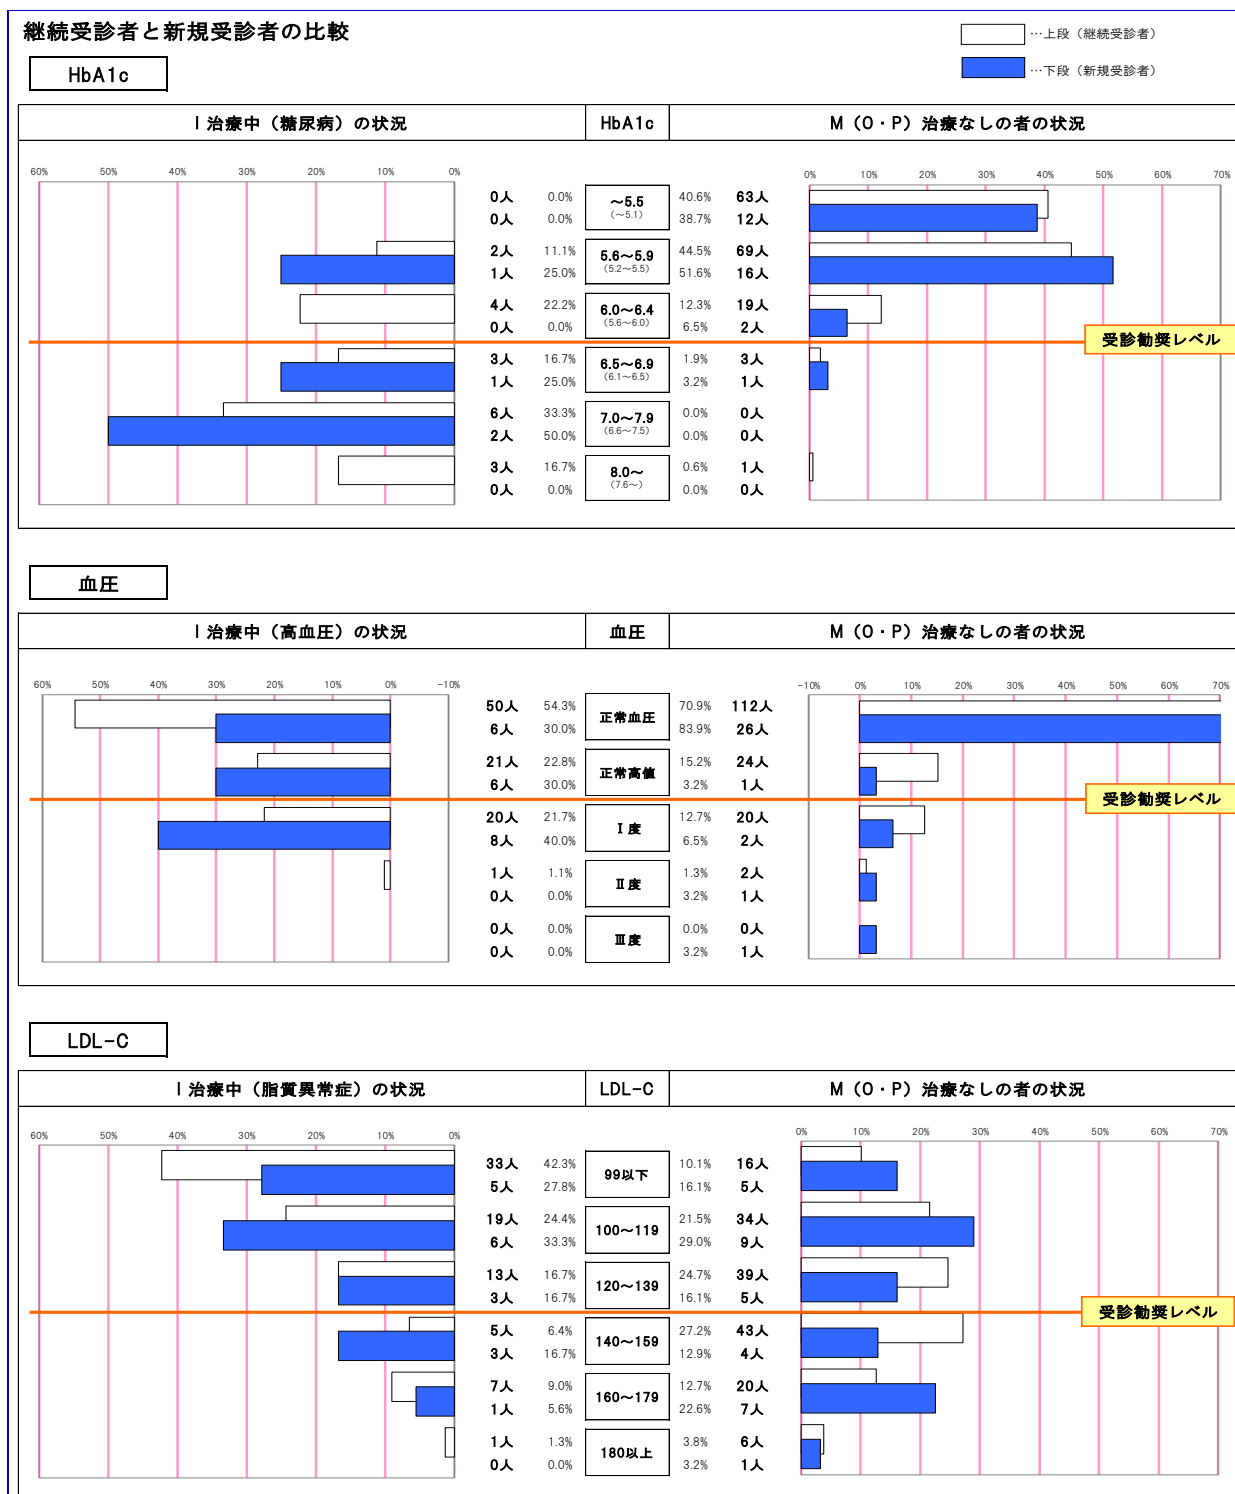 継続受診者と新規受診者の比較
…上段（継続受診者）
…下段（新規受診者）
HbA1c
Ⅰ治療中（糖尿病）の状況 HbA1c M（O・P）治療なしの者の状況
60% 50% 40% 30% 20% 10% 0% 0% 10% 20% 30% 40% 50% 60% 70%
0人 0.0% ～5.5 40.6% 63人
0人 0.0% （～5.1） 38.7% 12人
2人 11.1% 5.6～5.9 44.5% 69人
1人 25.0% （5.2～5.5） 51.6% 16人
4人 22.2% 6.0～6.4 12.3% 19人
0人 0.0% （5.6～6.0） 6.5% 2人
受診勧奨レベル
3人 16.7% 6.5～6.9 1.9% 3人
1人 25.0% （6.1～6.5） 3.2% 1人
6人 33.3% 7.0～7.9 0.0% 0人
2人 50.0% （6.6～7.5） 0.0% 0人
3人 16.7% 8.0～ 0.6% 1人
0人 0.0% （7.6～） 0.0% 0人
血圧
Ⅰ治療中（高血圧）の状況 血圧 M（O・P）治療なしの者の状況
60% 50% 40% 30% 20% 10% 0% -10% -10% 0% 10% 20% 30% 40% 50% 60% 70%
50人 54.3% 正常血圧 70.9% 112人
6人 30.0% 83.9% 26人
21人 22.8% 正常高値 15.2% 24人
6人 30.0% 3.2% 1人
受診勧奨レベル
20人 21.7% Ⅰ度 12.7% 20人
8人 40.0% 6.5% 2人
1人 1.1% Ⅱ度 1.3% 2人
0人 0.0% 3.2% 1人
0人 0.0% Ⅲ度 0.0% 0人
0人 0.0% 3.2% 1人
LDL-C
Ⅰ治療中（脂質異常症）の状況 LDL-C M（O・P）治療なしの者の状況
60% 50% 40% 30% 20% 10% 0% 0% 10% 20% 30% 40% 50% 60% 70%
33人 42.3% 99以下 10.1% 16人
5人 27.8% 16.1% 5人
19人 24.4% 100～119 21.5% 34人
6人 33.3% 29.0% 9人
13人 16.7% 120～139 24.7% 39人
3人 16.7% 16.1% 5人
受診勧奨レベル
5人 6.4% 140～159 27.2% 43人
3人 16.7% 12.9% 4人
7人 9.0% 160～179 12.7% 20人
1人 5.6% 22.6% 7人
1人 1.3% 180以上 3.8% 6人
0人 0.0% 3.2% 1人